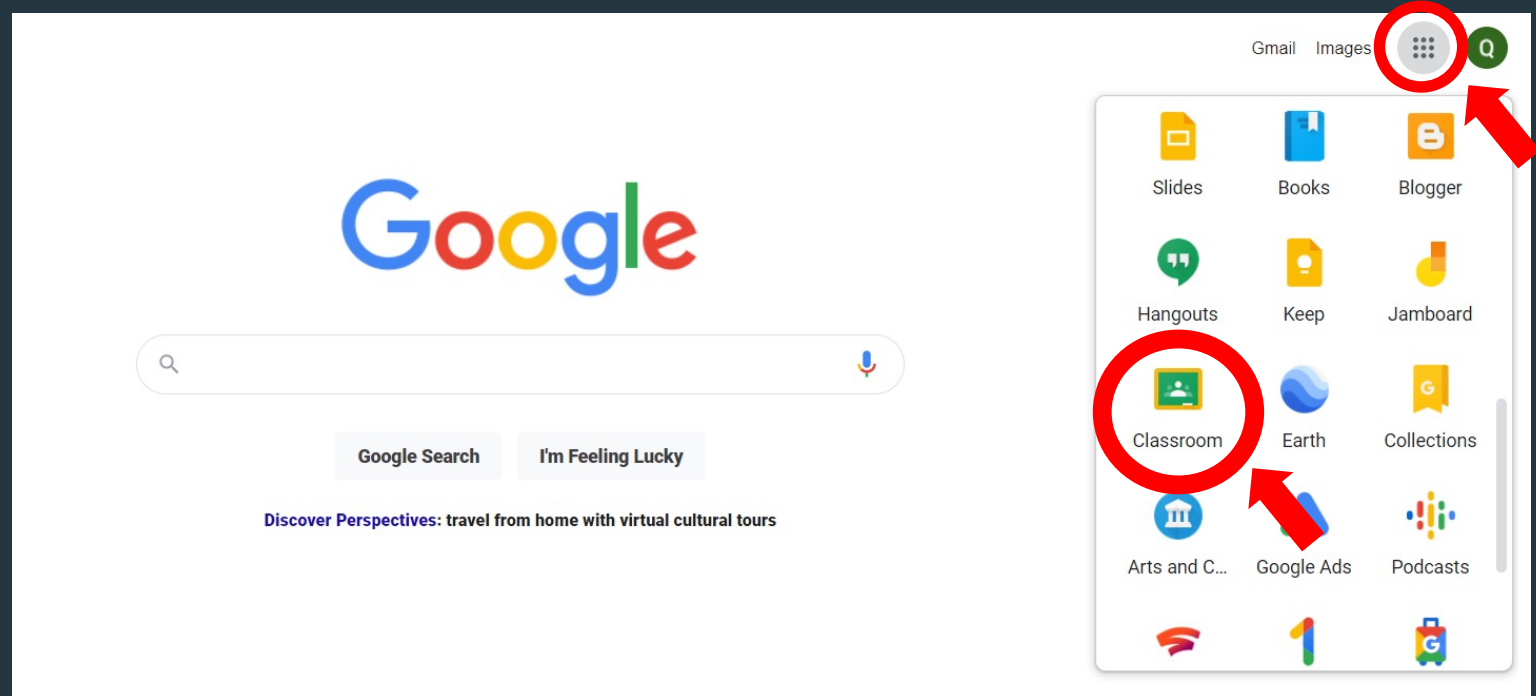 Gmail Images Q
Slides Books Blogger
Google
Hangouts Keep Jamboard
Classroom Earth Collections
Google Search I'm Feeling Lucky
Discover Perspectives: travel from home with virtual cultural tours
Arts and C... Google Ads Podcasts